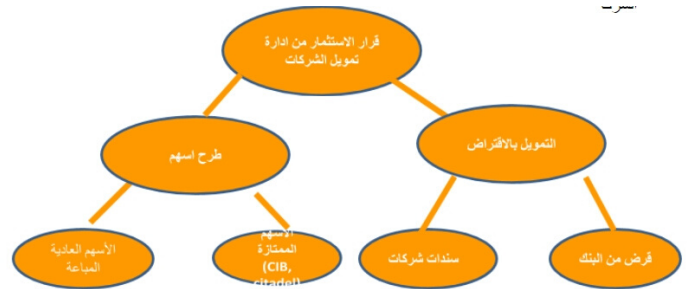 قرار الاستثمار من ادارة
تمويل الشركات
التمويل بالاقتراض
طرح اسهم
قرض من البنك
سندات شركات
الأسهم
الممتازة
(CIB,
citadel)
الأسهم العادية
المباعة